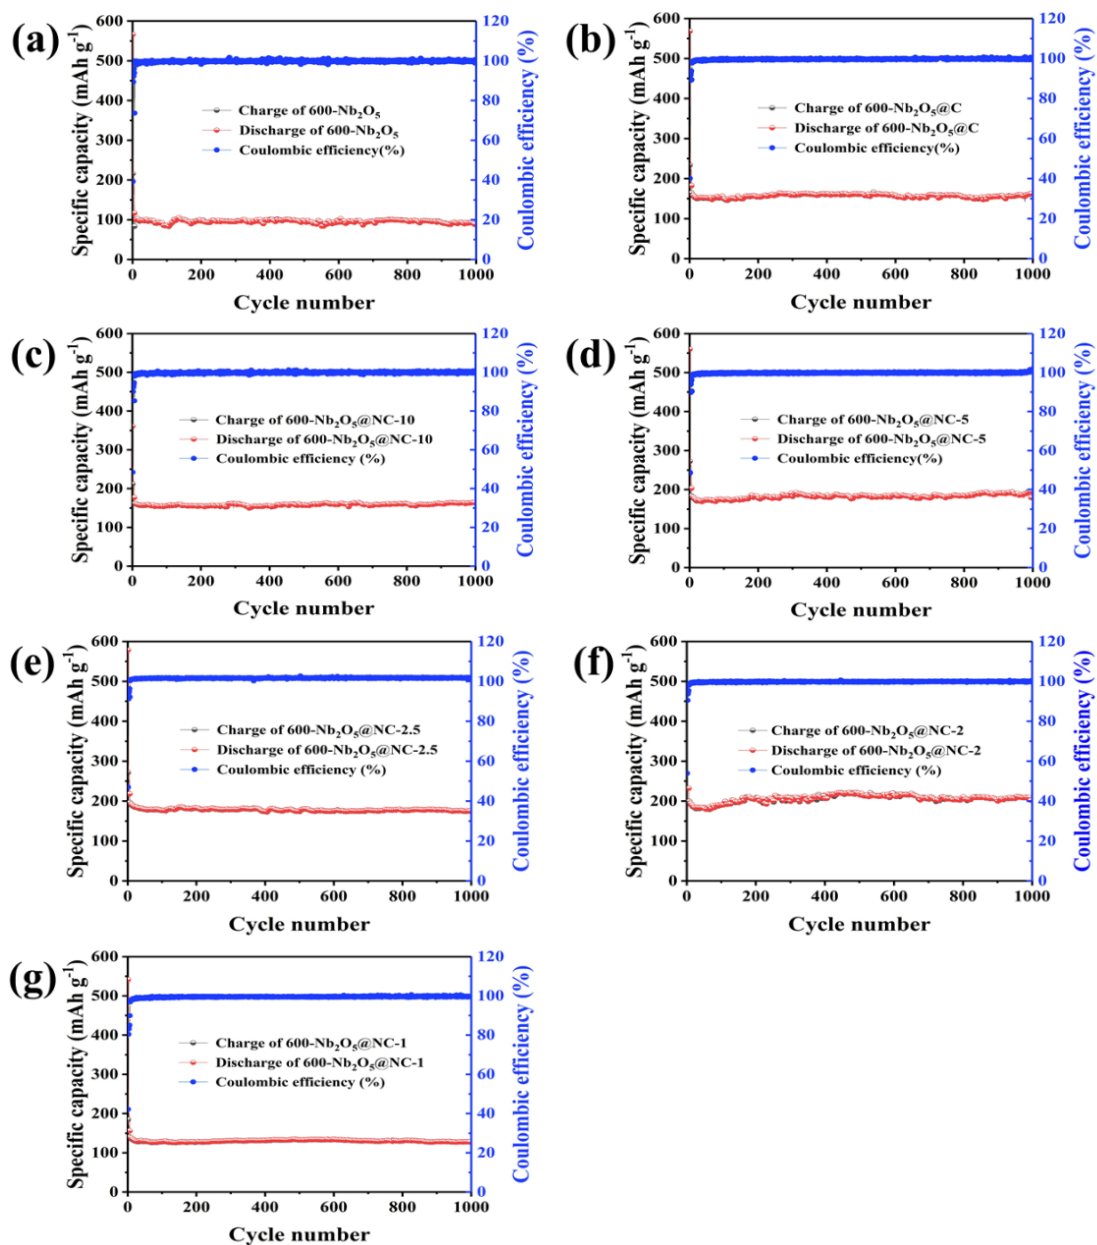 (a)
Specific capacity (mAh g⁻¹)
600
500
400
300
200
100
0
Charge of 600-Nb₂O₅
Discharge of 600-Nb₂O₅
Coulombic efficiency(%)
120
100
80
60
40
20
0
Coulombic efficiency (%)
0 200 400 600 800 1000
Cycle number
(b)
Specific capacity (mAh g⁻¹)
600
500
400
300
200
100
0
Charge of 600-Nb₂O₅@C
Discharge of 600-Nb₂O₅@C
Coulombic efficiency(%)
120
100
80
60
40
20
0
Coulombic efficiency (%)
0 200 400 600 800 1000
Cycle number
(c)
Specific capacity (mAh g⁻¹)
600
500
400
300
200
100
0
Charge of 600-Nb₂O₅@NC-10
Discharge of 600-Nb₂O₅@NC-10
Coulombic efficiency (%)
120
100
80
60
40
20
0
Coulombic efficiency (%)
0 200 400 600 800 1000
Cycle number
(d)
Specific capacity (mAh g⁻¹)
600
500
400
300
200
100
0
Charge of 600-Nb₂O₅@NC-5
Discharge of 600-Nb₂O₅@NC-5
Coulombic efficiency(%)
120
100
80
60
40
20
0
Coulombic efficiency (%)
0 200 400 600 800 1000
Cycle number
(e)
Specific capacity (mAh g⁻¹)
600
500
400
300
200
100
0
Charge of 600-Nb₂O₅@NC-2.5
Discharge of 600-Nb₂O₅@NC-2.5
Coulombic efficiency (%)
120
100
80
60
40
20
0
Coulombic efficiency (%)
0 200 400 600 800 1000
Cycle number
(f)
Specific capacity (mAh g⁻¹)
600
500
400
300
200
100
0
Charge of 600-Nb₂O₅@NC-2
Discharge of 600-Nb₂O₅@NC-2
Coulombic efficiency (%)
120
100
80
60
40
20
0
Coulombic efficiency (%)
0 200 400 600 800 1000
Cycle number
(g)
Specific capacity (mAh g⁻¹)
600
500
400
300
200
100
0
Charge of 600-Nb₂O₅@NC-1
Discharge of 600-Nb₂O₅@NC-1
Coulombic efficiency (%)
120
100
80
60
40
20
0
Coulombic efficiency (%)
0 200 400 600 800 1000
Cycle number